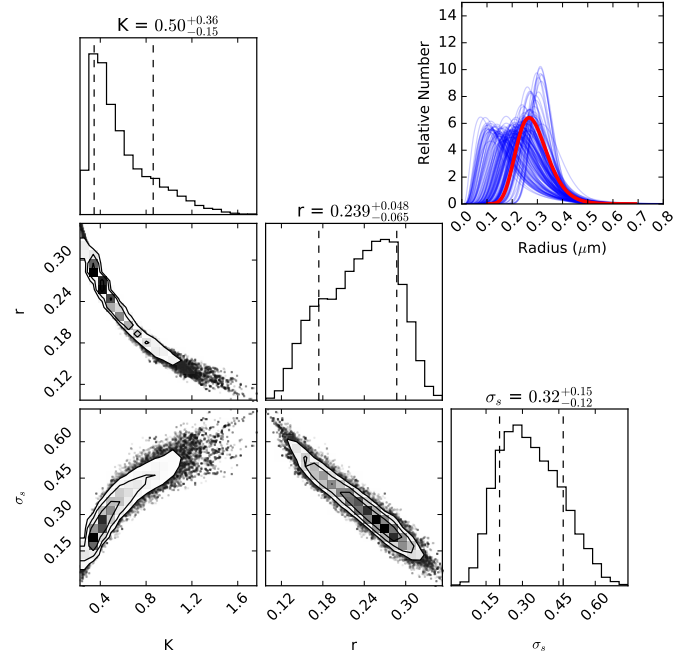 K = 0.50+0.36 −0.15
14
12
10
8
6
4
2
0
Relative Number
0.0 0.1 0.2 0.3 0.4 0.5 0.6 0.7 0.8
Radius (μm)
r = 0.239+0.048 −0.065
0.30
0.24
0.18
0.12
r
σs = 0.32+0.15 −0.12
0.60
0.45
0.30
0.15
σs
0.4 0.8 1.2 1.6
K
0.12 0.18 0.24 0.30
r
0.15 0.30 0.45 0.60
σs